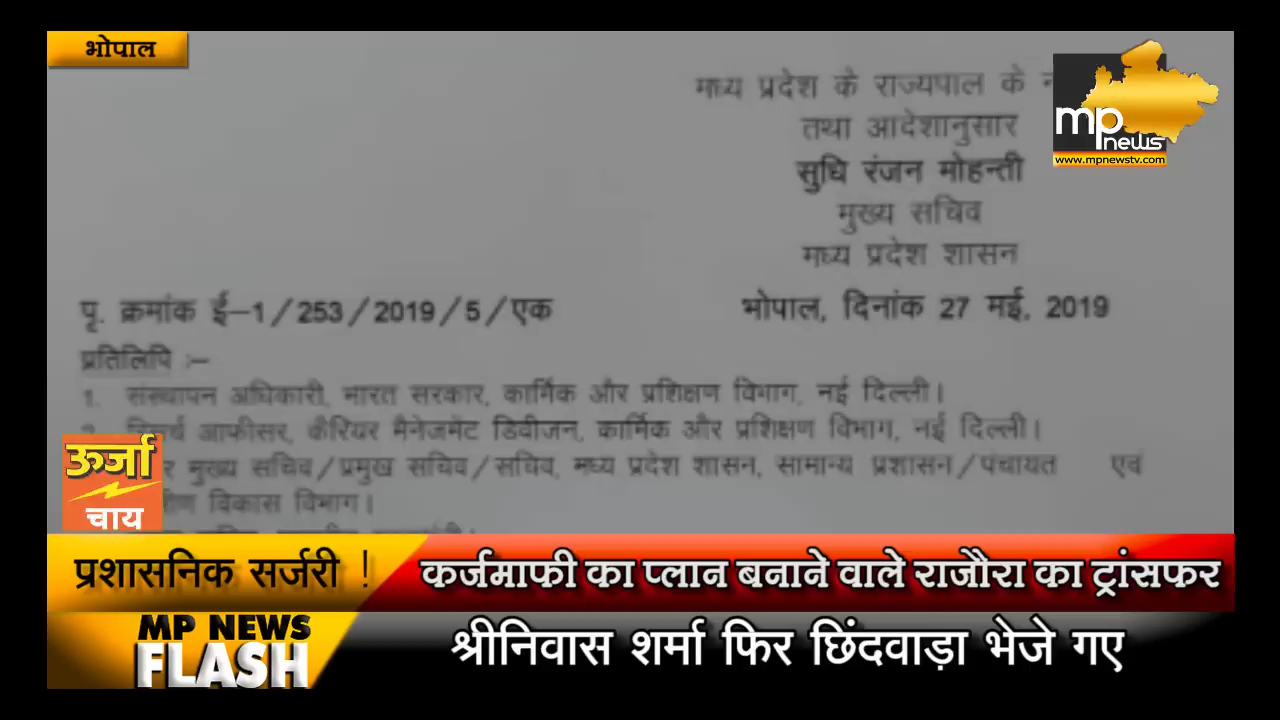 भोपाल
मध्य प्रदेश के राज्यपाल के
तथा आदेशानुसार
सुधि रंजन मोहन्ती
मुख्य सचिव
मध्य प्रदेश शासन
mp news
www.mpnewstv.com
पृ. क्रमांक ई–1/253/2019/5/एक
भोपाल, दिनांक 27 मई, 2019
प्रतिलिपि :–
1. संस्थापन अधिकारी, भारत सरकार, कार्मिक और प्रशिक्षण विभाग, नई दिल्ली।
आफीसर, कैरियर मैनेजमेंट डिवीजन, कार्मिक और प्रशिक्षण विभाग, नई दिल्ली।
मुख्य सचिव/प्रमुख सचिव/सचिव, मध्य प्रदेश शासन, सामान्य प्रशासन/पंचायत एवं
विकास विभाग।
ऊर्जा
चाय
प्रशासनिक सर्जरी !
कर्जमाफी का प्लान बनाने वाले राजौरा का ट्रांसफर
MP NEWS
FLASH
श्रीनिवास शर्मा फिर छिंदवाड़ा भेजे गए